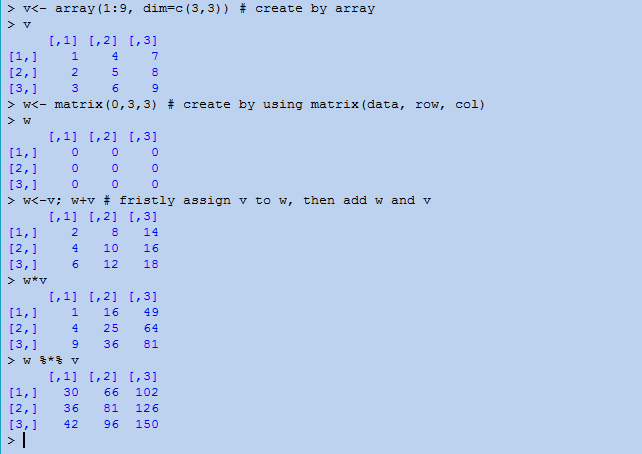 > v<- array(1:9, dim=c(3,3)) # create by array
> v
     [,1] [,2] [,3]
[1,]    1    4    7
[2,]    2    5    8
[3,]    3    6    9
> w<- matrix(0,3,3) # create by using matrix(data, row, col)
> w
     [,1] [,2] [,3]
[1,]    0    0    0
[2,]    0    0    0
[3,]    0    0    0
> w<-v; w+v # fristly assign v to w, then add w and v
     [,1] [,2] [,3]
[1,]    2    8   14
[2,]    4   10   16
[3,]    6   12   18
> w*v
     [,1] [,2] [,3]
[1,]    1   16   49
[2,]    4   25   64
[3,]    9   36   81
> w %*% v
     [,1] [,2] [,3]
[1,]   30   66  102
[2,]   36   81  126
[3,]   42   96  150
>